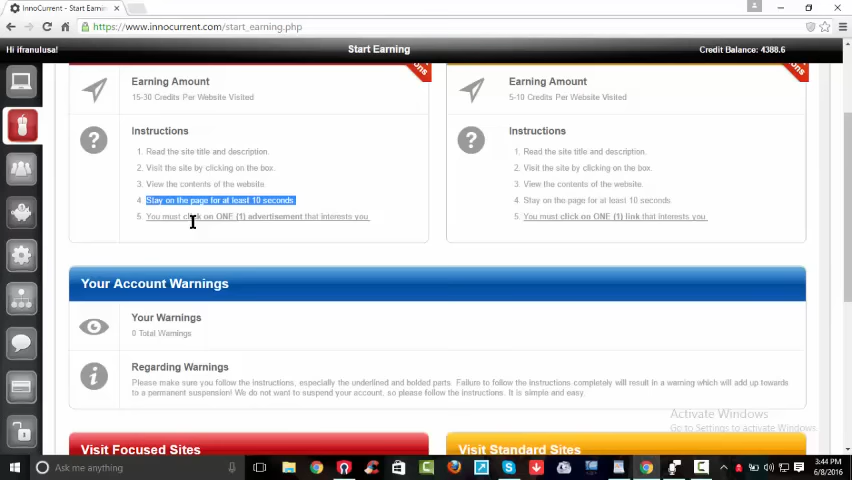 InnoCurrent.com - Start Earnin
https://www.innocurrent.com/start_earning.php
Hi ifranulusa!
Start Earning
Credit Balance: 4388.6
Earning Amount
15-30 Credits Per Website Visited
Instructions
1. Read the site title and description.
2. Visit the site by clicking on the box.
3. View the contents of the website.
4. Stay on the page for at least 10 seconds
5. You must click on ONE (1) advertisement that interests you.
ons
Earning Amount
5-10 Credits Per Website Visited
Instructions
1. Read the site title and description.
2. Visit the site by clicking on the box.
3. View the contents of the website.
4. Stay on the page for at least 10 seconds.
5. You must click on ONE (1) link that interests you.
ons
Your Account Warnings
Your Warnings
0 Total Warnings
Regarding Warnings
Please make sure you follow the instructions, especially the underlined and bolded parts. Failure to follow the instructions completely will result in a warning which will add up towards
to a permanent suspension! We do not want to suspend your account, so please follow the instructions. It is simple and easy.
Visit Focused Sites
Visit Standard Sites
Activate Windows
Go to Settings to activate Windows.
Ask me anything
3:44 PM
6/8/2016